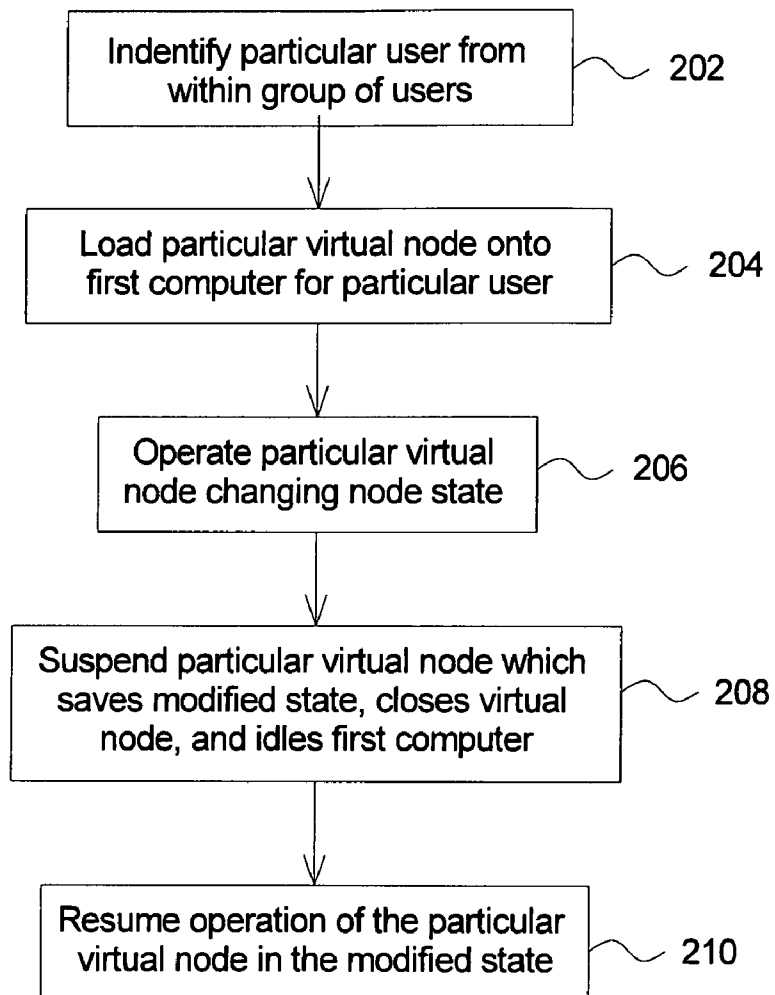 Indentify particular user from
within group of users
202
Load particular virtual node onto
first computer for particular user
204
Operate particular virtual
node changing node state
206
Suspend particular virtual node which
saves modified state, closes virtual
node, and idles first computer
208
Resume operation of the particular
virtual node in the modified state
210